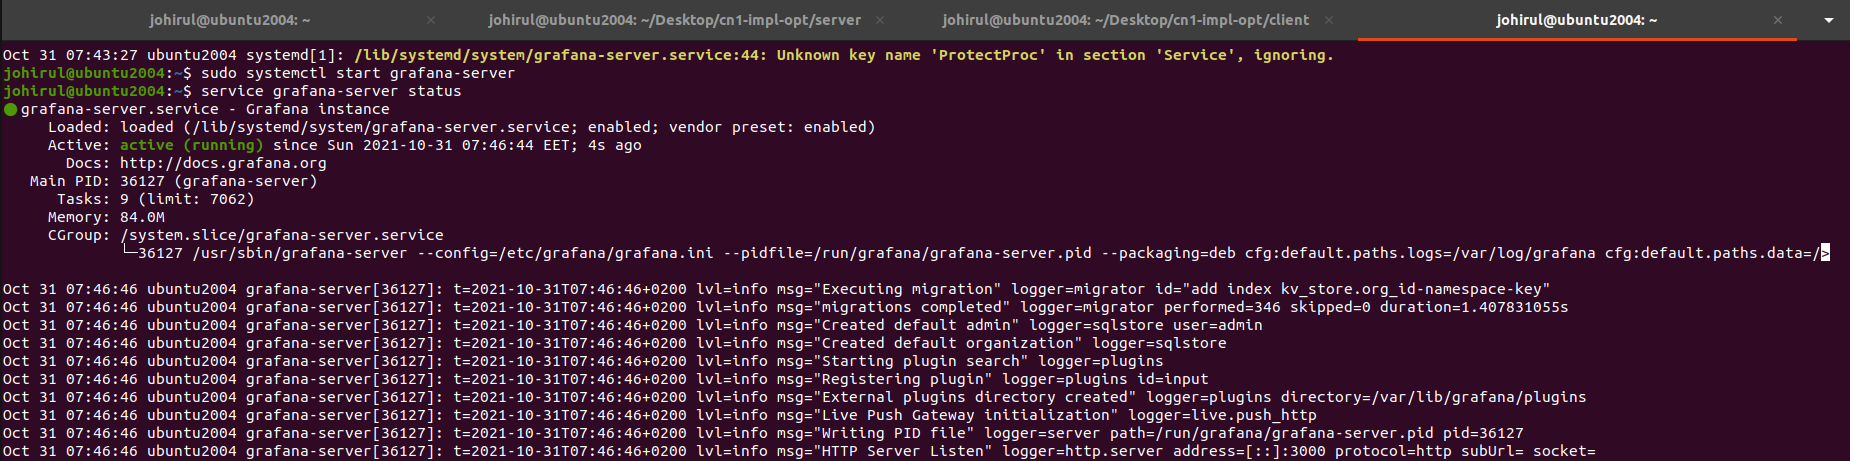 johirul@ubuntu2004: ~ × johirul@ubuntu2004: ~/Desktop/cn1-impl-opt/server × johirul@ubuntu2004: ~/Desktop/cn1-impl-opt/client × johirul@ubuntu2004: ~ ×
Oct 31 07:43:27 ubuntu2004 systemd[1]: /lib/systemd/system/grafana-server.service:44: Unknown key name 'ProtectProc' in section 'Service', ignoring.
johirul@ubuntu2004:~$ sudo systemctl start grafana-server
johirul@ubuntu2004:~$ service grafana-server status
● grafana-server.service - Grafana instance
Loaded: loaded (/lib/systemd/system/grafana-server.service; enabled; vendor preset: enabled)
Active: active (running) since Sun 2021-10-31 07:46:44 EET; 4s ago
Docs: http://docs.grafana.org
Main PID: 36127 (grafana-server)
Tasks: 9 (limit: 7062)
Memory: 84.0M
CGroup: /system.slice/grafana-server.service
└─36127 /usr/sbin/grafana-server --config=/etc/grafana/grafana.ini --pidfile=/run/grafana/grafana-server.pid --packaging=deb cfg:default.paths.logs=/var/log/grafana cfg:default.paths.data=/>
Oct 31 07:46:46 ubuntu2004 grafana-server[36127]: t=2021-10-31T07:46:46+0200 lvl=info msg="Executing migration" logger=migrator id="add index kv_store.org_id-namespace-key"
Oct 31 07:46:46 ubuntu2004 grafana-server[36127]: t=2021-10-31T07:46:46+0200 lvl=info msg="migrations completed" logger=migrator performed=346 skipped=0 duration=1.407831055s
Oct 31 07:46:46 ubuntu2004 grafana-server[36127]: t=2021-10-31T07:46:46+0200 lvl=info msg="Created default admin" logger=sqlstore user=admin
Oct 31 07:46:46 ubuntu2004 grafana-server[36127]: t=2021-10-31T07:46:46+0200 lvl=info msg="Created default organization" logger=sqlstore
Oct 31 07:46:46 ubuntu2004 grafana-server[36127]: t=2021-10-31T07:46:46+0200 lvl=info msg="Starting plugin search" logger=plugins
Oct 31 07:46:46 ubuntu2004 grafana-server[36127]: t=2021-10-31T07:46:46+0200 lvl=info msg="Registering plugin" logger=plugins id=input
Oct 31 07:46:46 ubuntu2004 grafana-server[36127]: t=2021-10-31T07:46:46+0200 lvl=info msg="External plugins directory created" logger=plugins directory=/var/lib/grafana/plugins
Oct 31 07:46:46 ubuntu2004 grafana-server[36127]: t=2021-10-31T07:46:46+0200 lvl=info msg="Live Push Gateway initialization" logger=live.push_http
Oct 31 07:46:46 ubuntu2004 grafana-server[36127]: t=2021-10-31T07:46:46+0200 lvl=info msg="Writing PID file" logger=server path=/run/grafana/grafana-server.pid pid=36127
Oct 31 07:46:46 ubuntu2004 grafana-server[36127]: t=2021-10-31T07:46:46+0200 lvl=info msg="HTTP Server Listen" logger=http.server address=[::]:3000 protocol=http subUrl= socket=